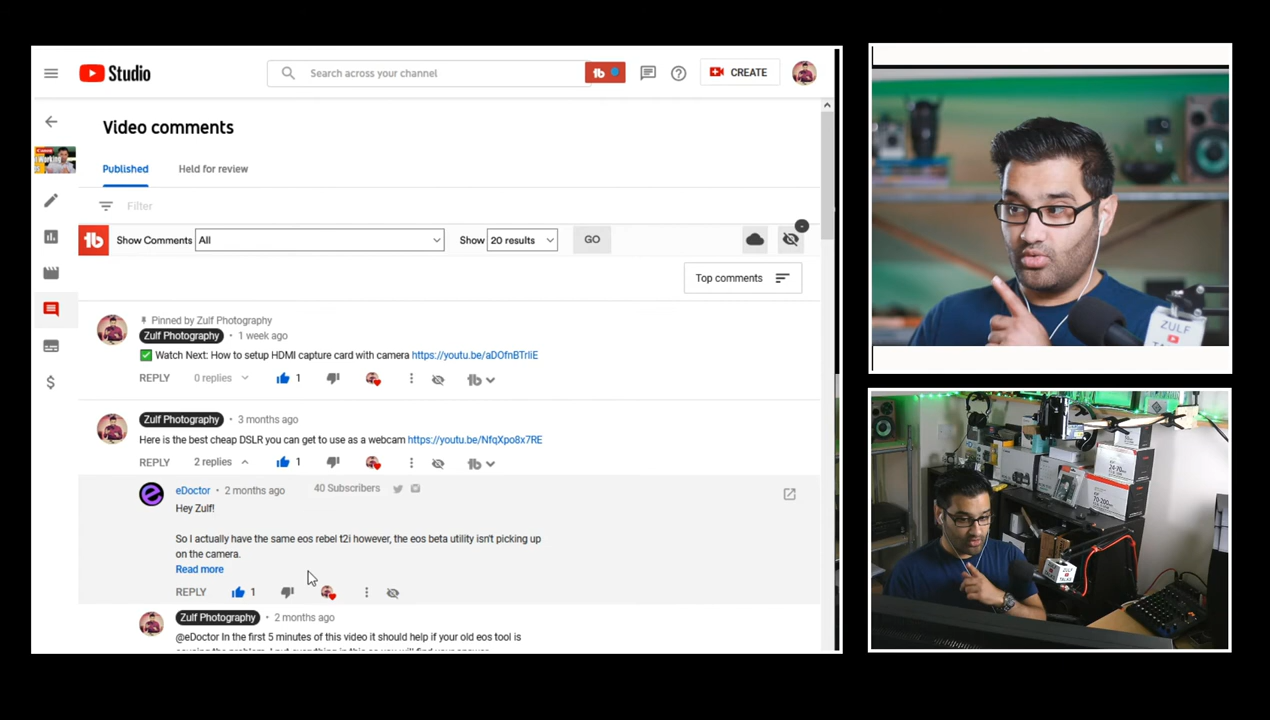 Studio
Search across your channel
CREATE
Video comments
Published
Held for review
Filter
Show Comments All
Show 20 results
GO
Top comments
Pinned by Zulf Photography
Zulf Photography • 1 week ago
Watch Next: How to setup HDMI capture card with camera https://youtu.be/aDOfnBTrliE
REPLY 0 replies 1
Zulf Photography • 3 months ago
Here is the best cheap DSLR you can get to use as a webcam https://youtu.be/NfqXpo8x7RE
REPLY 2 replies 1
eDoctor • 2 months ago 40 Subscribers
Hey Zulf!
So I actually have the same eos rebel t2i however, the eos beta utility isn't picking up
on the camera.
Read more
REPLY 1
Zulf Photography • 2 months ago
@eDoctor In the first 5 minutes of this video it should help if your old eos tool is
ZULF
TALKS
24-70
70-200